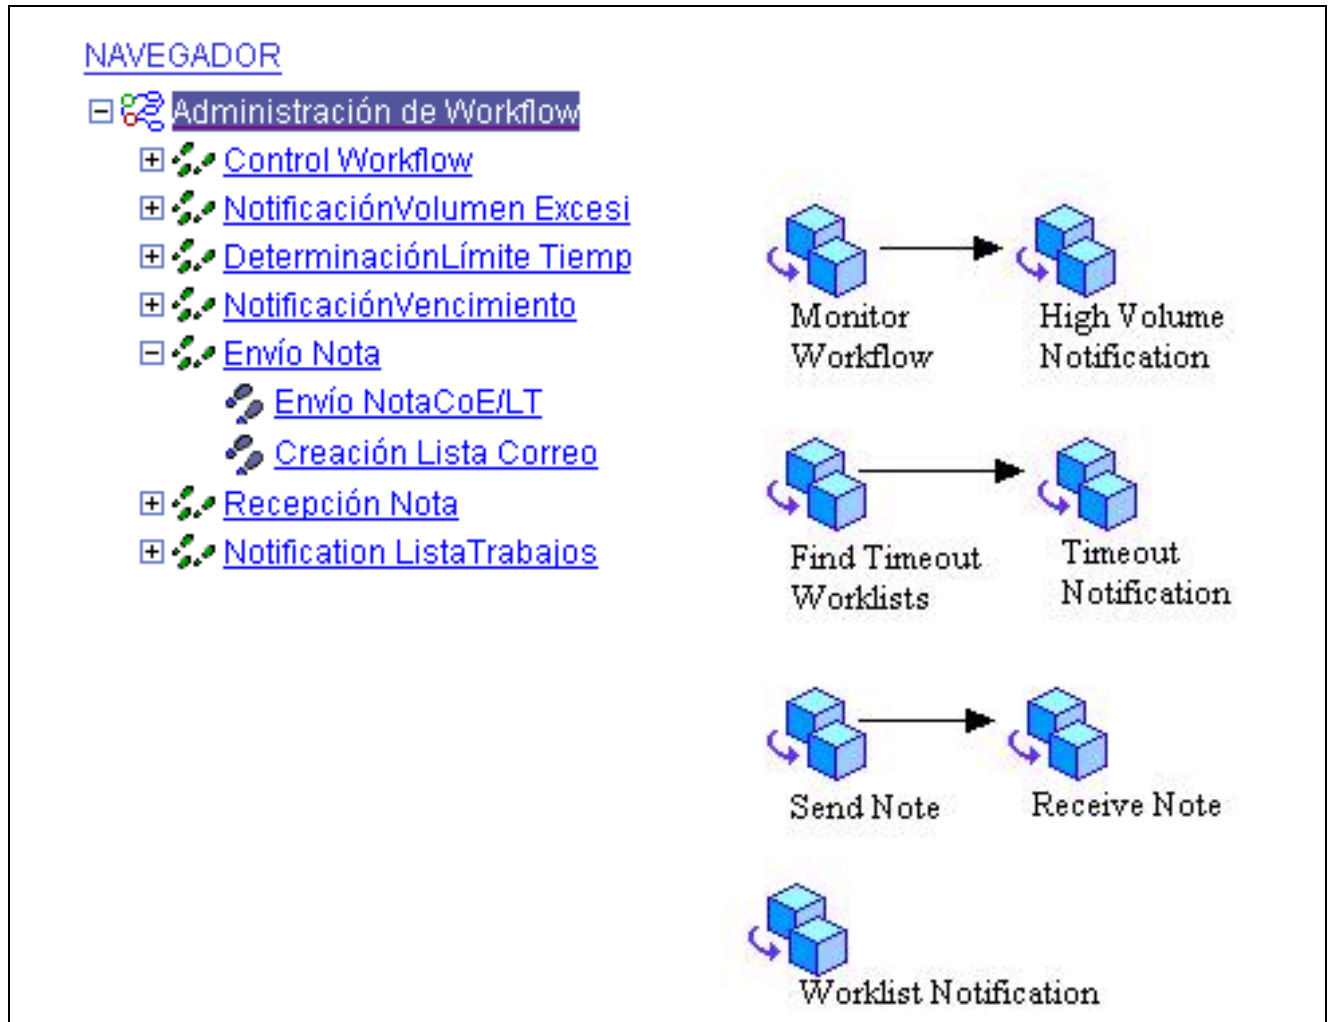 NAVEGADOR
Administración de Workflow
Control Workflow
NotificaciónVolumen Excesi
DeterminaciónLímite Tiemp
NotificaciónVencimiento
Envío Nota
Envío NotaCoE/LT
Creación Lista Correo
Recepción Nota
Notification ListaTrabajos
Monitor
Workflow
High Volume
Notification
Find Timeout
Worklists
Timeout
Notification
Send Note
Receive Note
Worklist Notification